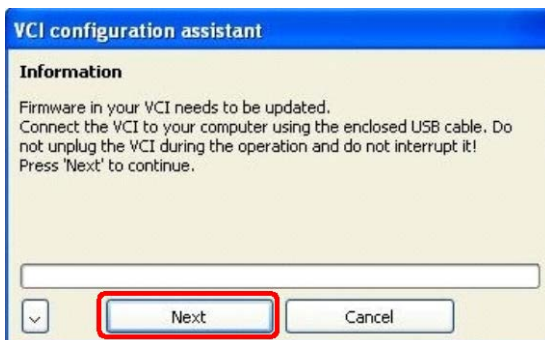 VCI configuration assistant
Information
Firmware in your VCI needs to be updated.
Connect the VCI to your computer using the enclosed USB cable. Do
not unplug the VCI during the operation and do not interrupt it!
Press 'Next' to continue.
Next
Cancel